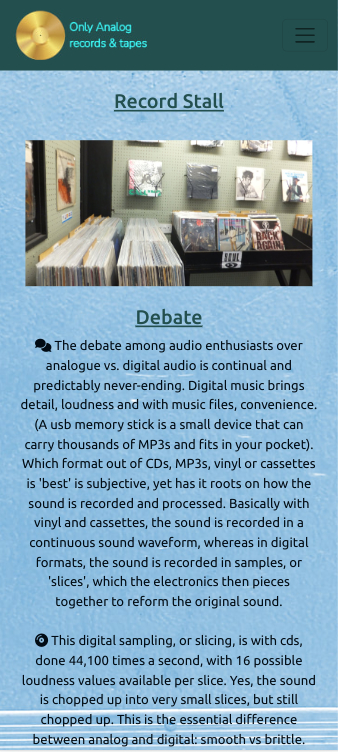 Only Analog
records & tapes
Record Stall
BACK
AGAIN
Debate
The debate among audio enthusiasts over
analogue vs. digital audio is continual and
predictably never-ending. Digital music brings
detail, loudness and with music files, convenience.
(A usb memory stick is a small device that can
carry thousands of MP3s and fits in your pocket).
Which format out of CDs, MP3s, vinyl or cassettes
is 'best' is subjective, yet has it roots on how the
sound is recorded and processed. Basically with
vinyl and cassettes, the sound is recorded in a
continuous sound waveform, whereas in digital
formats, the sound is recorded in samples, or
'slices', which the electronics then pieces
together to reform the original sound.
This digital sampling, or slicing, is with cds,
done 44,100 times a second, with 16 possible
loudness values available per slice. Yes, the sound
is chopped up into very small slices, but still
chopped up. This is the essential difference
between analog and digital: smooth vs brittle.